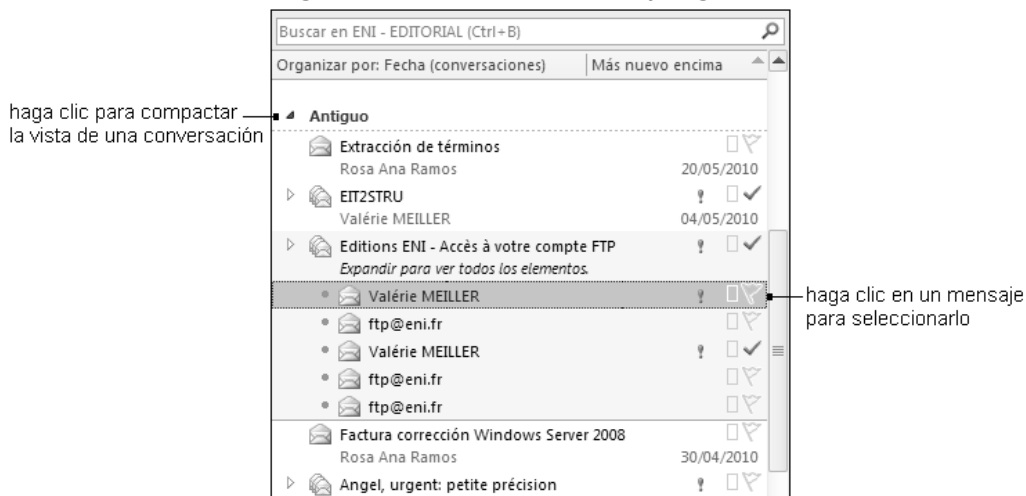 Buscar en ENI - EDITORIAL (Ctrl+B)
Organizar por: Fecha (conversaciones) Más nuevo encima
haga clic para compactar
la vista de una conversación
Antiguo
Extracción de términos
Rosa Ana Ramos 20/05/2010
EIT2STRU
Valérie MEILLER 04/05/2010
Editions ENI - Accès à votre compte FTP
Expandir para ver todos los elementos.
Valérie MEILLER
haga clic en un mensaje
para seleccionarlo
ftp@eni.fr
Valérie MEILLER
ftp@eni.fr
ftp@eni.fr
Factura corrección Windows Server 2008
Rosa Ana Ramos 30/04/2010
Angel, urgent: petite précision